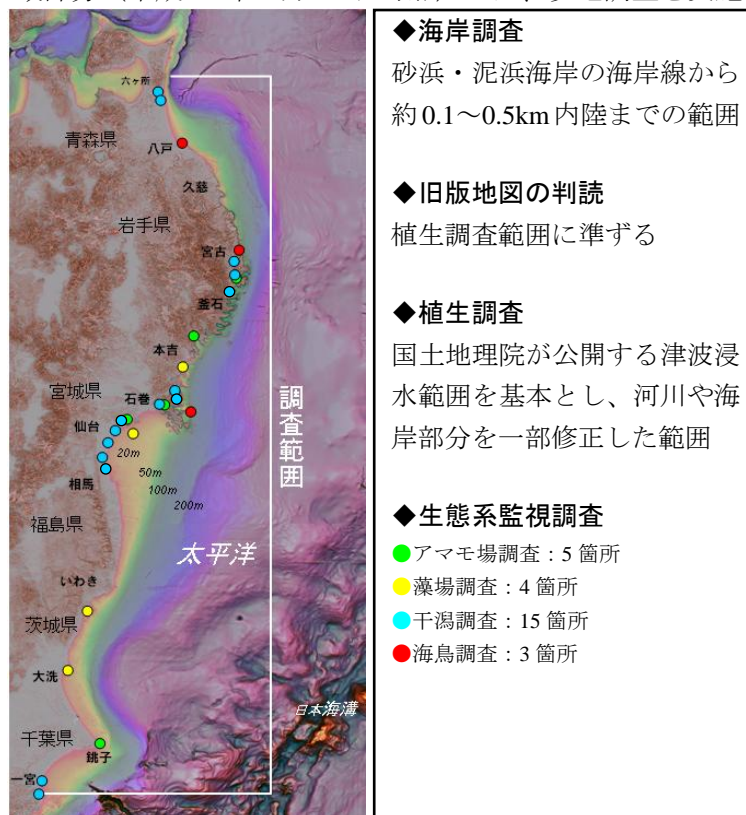 六ヶ所
青森県
八戸
久慈
岩手県
宮古
釜石
本吉
宮城県
石巻
仙台
調査範囲
20m
50m
100m
200m
相馬
福島県
太平洋
いわき
茨城県
大洗
日本海溝
千葉県
銚子
一宮
◆海岸調査
砂浜・泥浜海岸の海岸線から
約0.1～0.5km内陸までの範囲
◆旧版地図の判読
植生調査範囲に準ずる
◆植生調査
国土地理院が公開する津波浸
水範囲を基本とし、河川や海
岸部分を一部修正した範囲
◆生態系監視調査
●アマモ場調査：5 箇所
●藻場調査：4 箇所
●干潟調査：15 箇所
●海鳥調査：3 箇所